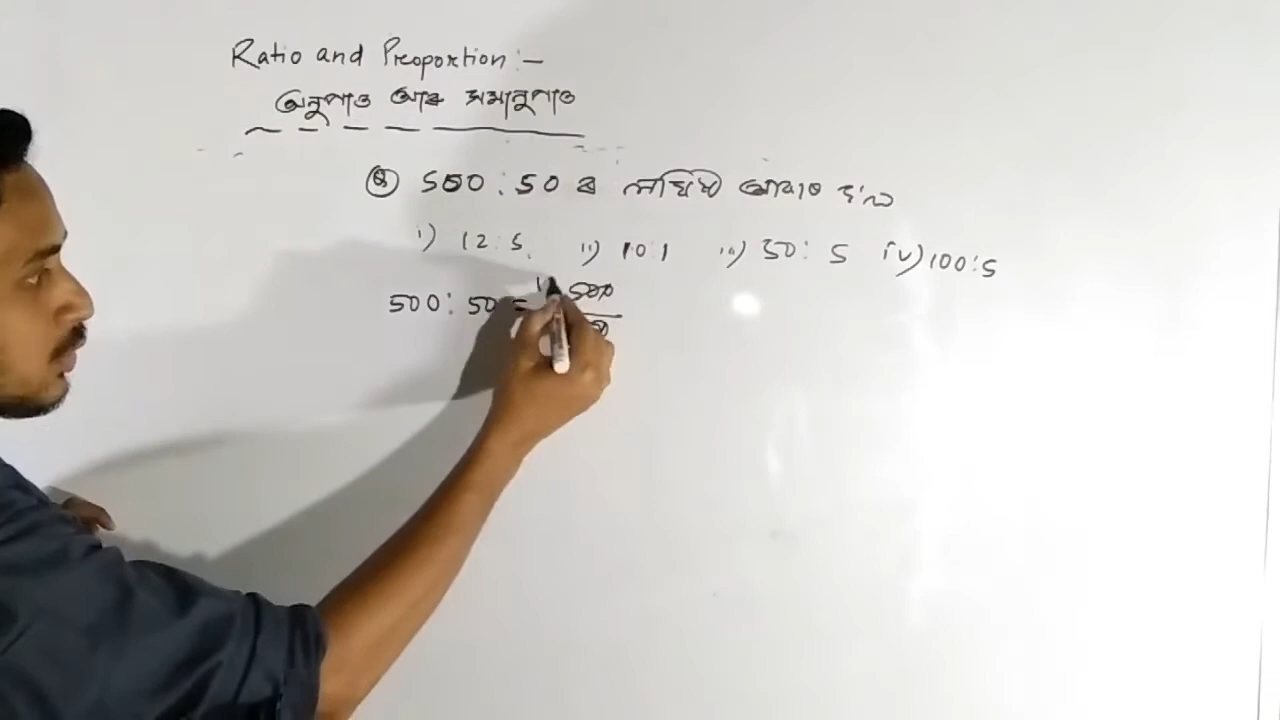 Ratio and Proportion :-
অনুপাত আৰু সমানুপাত
Q 500 : 50 ৰ লঘিষ্ঠ আকাৰ হ'ল
i) 12 : 5 ii) 10 : 1 iii) 50 : 5 iv) 100 : 5
500 : 50 = 500